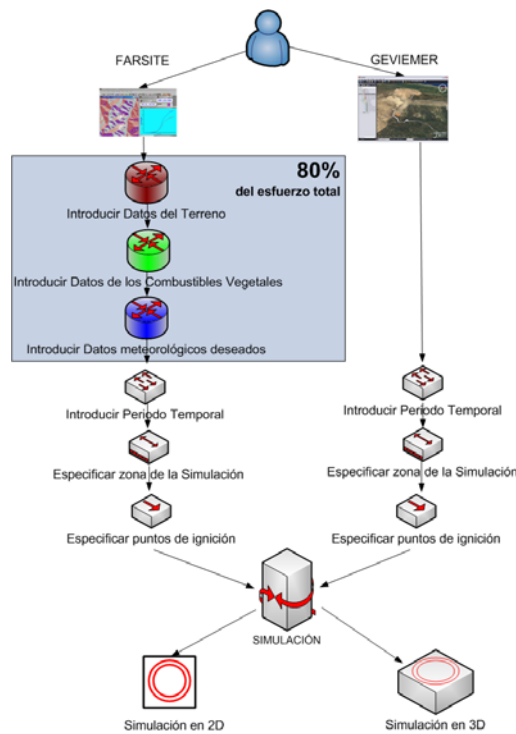 FARSITE
GEVIEMER
80%
del esfuerzo total
Introducir Datos del Terreno
Introducir Datos de los Combustibles Vegetales
Introducir Datos meteorológicos deseados
Introducir Periodo Temporal
Introducir Periodo Temporal
Especificar zona de la Simulación
Especificar zona de la Simulación
Especificar puntos de ignición
Especificar puntos de ignición
SIMULACIÓN
Simulación en 2D
Simulación en 3D